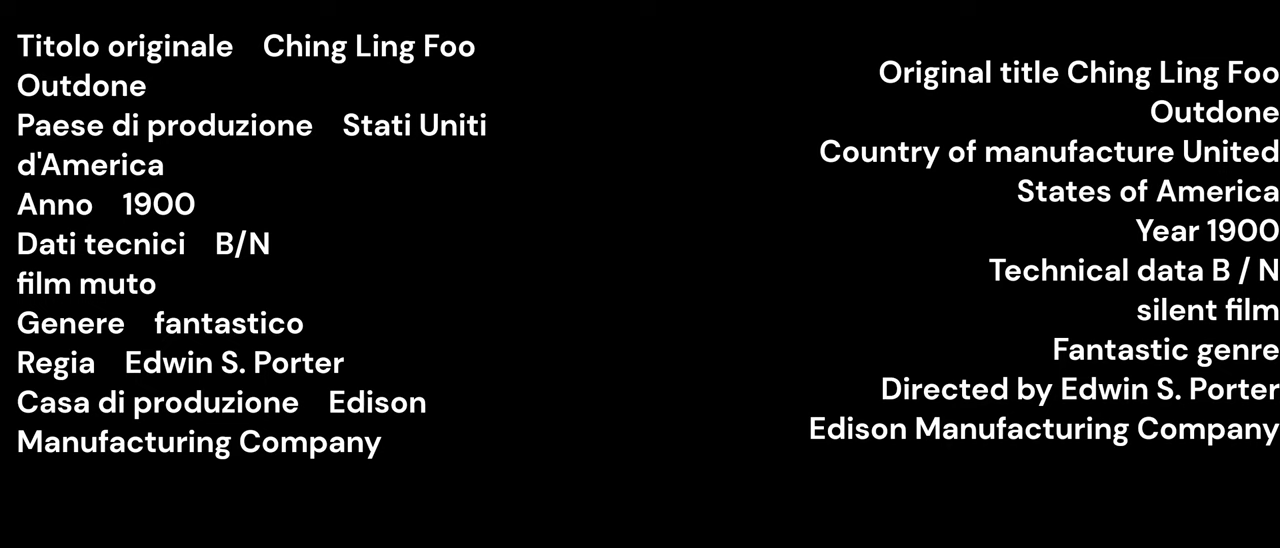 Titolo originale Ching Ling Foo
Outdone
Paese di produzione Stati Uniti
d'America
Anno 1900
Dati tecnici B/N
film muto
Genere fantastico
Regia Edwin S. Porter
Casa di produzione Edison
Manufacturing Company
Original title Ching Ling Foo
Outdone
Country of manufacture United
States of America
Year 1900
Technical data B / N
silent film
Fantastic genre
Directed by Edwin S. Porter
Edison Manufacturing Company